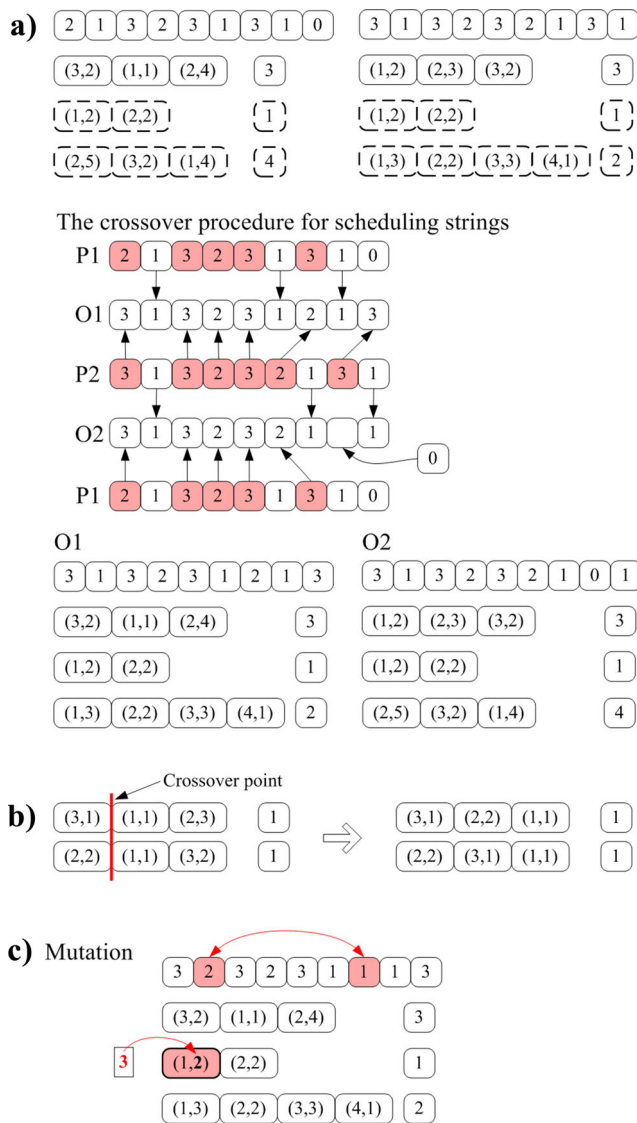 a) 2 1 3 2 3 1 3 1 0 3 1 3 2 3 2 1 3 1
(3,2) (1,1) (2,4) 3 (1,2) (2,3) (3,2) 3
(1,2) (2,2) 1 (1,2) (2,2) 1
(2,5) (3,2) (1,4) 4 (1,3) (2,2) (3,3) (4,1) 2
The crossover procedure for scheduling strings
P1 2 1 3 2 3 1 3 1 0
O1 3 1 3 2 3 1 2 1 3
P2 3 1 3 2 3 2 1 3 1
O2 3 1 3 2 3 2 1 1
0
P1 2 1 3 2 3 1 3 1 0
O1 O2
3 1 3 2 3 1 2 1 3 3 1 3 2 3 2 1 0 1
(3,2) (1,1) (2,4) 3 (1,2) (2,3) (3,2) 3
(1,2) (2,2) 1 (1,2) (2,2) 1
(1,3) (2,2) (3,3) (4,1) 2 (2,5) (3,2) (1,4) 4
Crossover point
b) (3,1) (1,1) (2,3) 1 (3,1) (2,2) (1,1) 1
(2,2) (1,1) (3,2) 1 (2,2) (3,1) (1,1) 1
c) Mutation
3 2 3 2 3 1 1 1 3
(3,2) (1,1) (2,4) 3
3 (1,2) (2,2) 1
(1,3) (2,2) (3,3) (4,1) 2